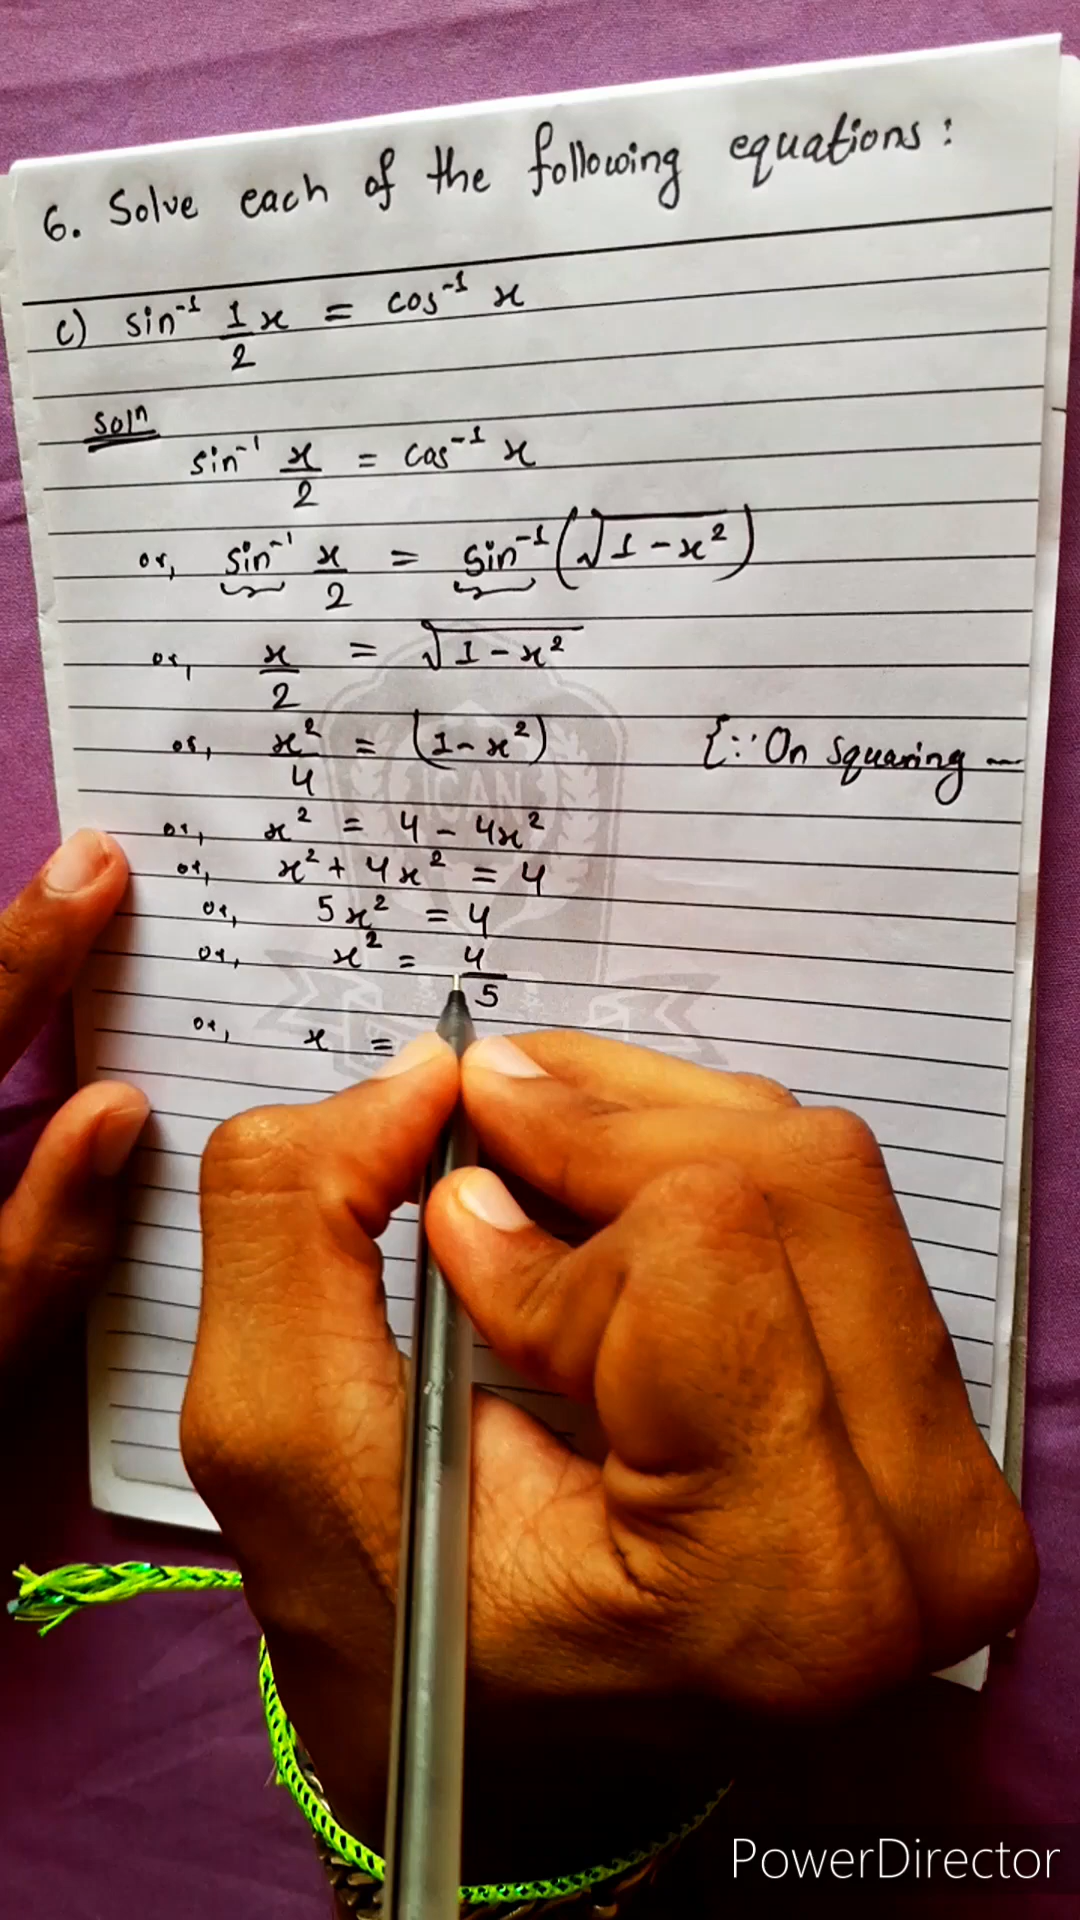 6. Solve each of the following equations:
c) sin⁻¹ 1/2 x = cos⁻¹ x
Solⁿ
sin⁻¹ x/2 = cos⁻¹ x
or, sin⁻¹ x/2 = sin⁻¹ (√1-x²)
or, x/2 = √1-x²
or, x²/4 = (1-x²) {∵ On squaring
or, x² = 4 - 4x²
or, x² + 4x² = 4
or, 5x² = 4
or, x² = 4/5
or, x =
ICAN
PowerDirector